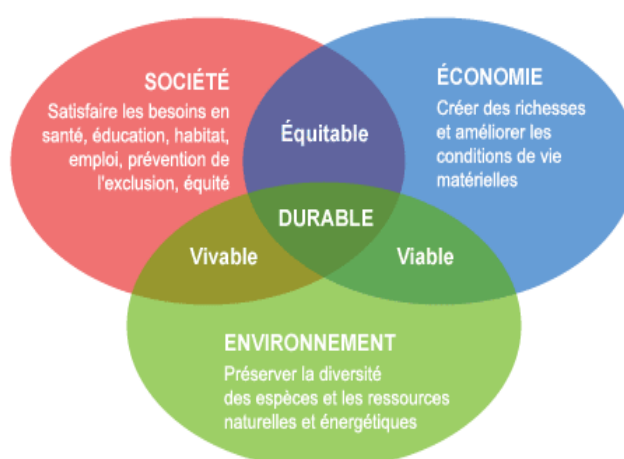 SOCIÉTÉ
Satisfaire les besoins en
santé, éducation, habitat,
emploi, prévention de
l'exclusion, équité
Équitable
ÉCONOMIE
Créer des richesses
et améliorer les
conditions de vie
matérielles
DURABLE
Vivable
Viable
ENVIRONNEMENT
Préserver la diversité
des espèces et les ressources
naturelles et énergétiques